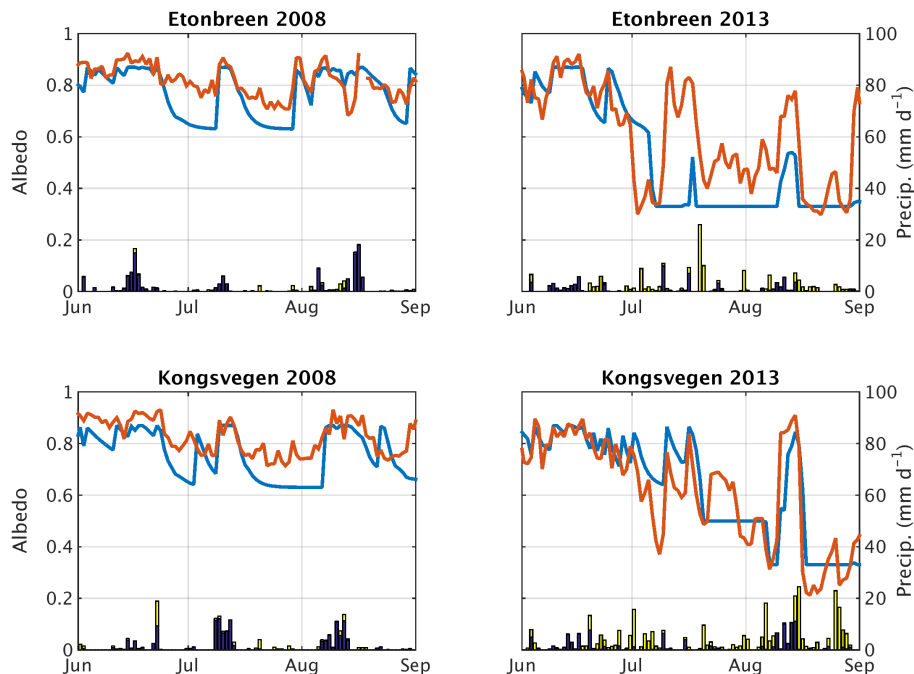 Etonbreen 2008
Etonbreen 2013
1
0.8
0.6
0.4
0.2
0
Albedo
Jun Jul Aug Sep
100
80
60
40
20
0
Precip. (mm d⁻¹)
Jun Jul Aug Sep
Kongsvegen 2008
Kongsvegen 2013
1
0.8
0.6
0.4
0.2
0
Albedo
Jun Jul Aug Sep
100
80
60
40
20
0
Precip. (mm d⁻¹)
Jun Jul Aug Sep